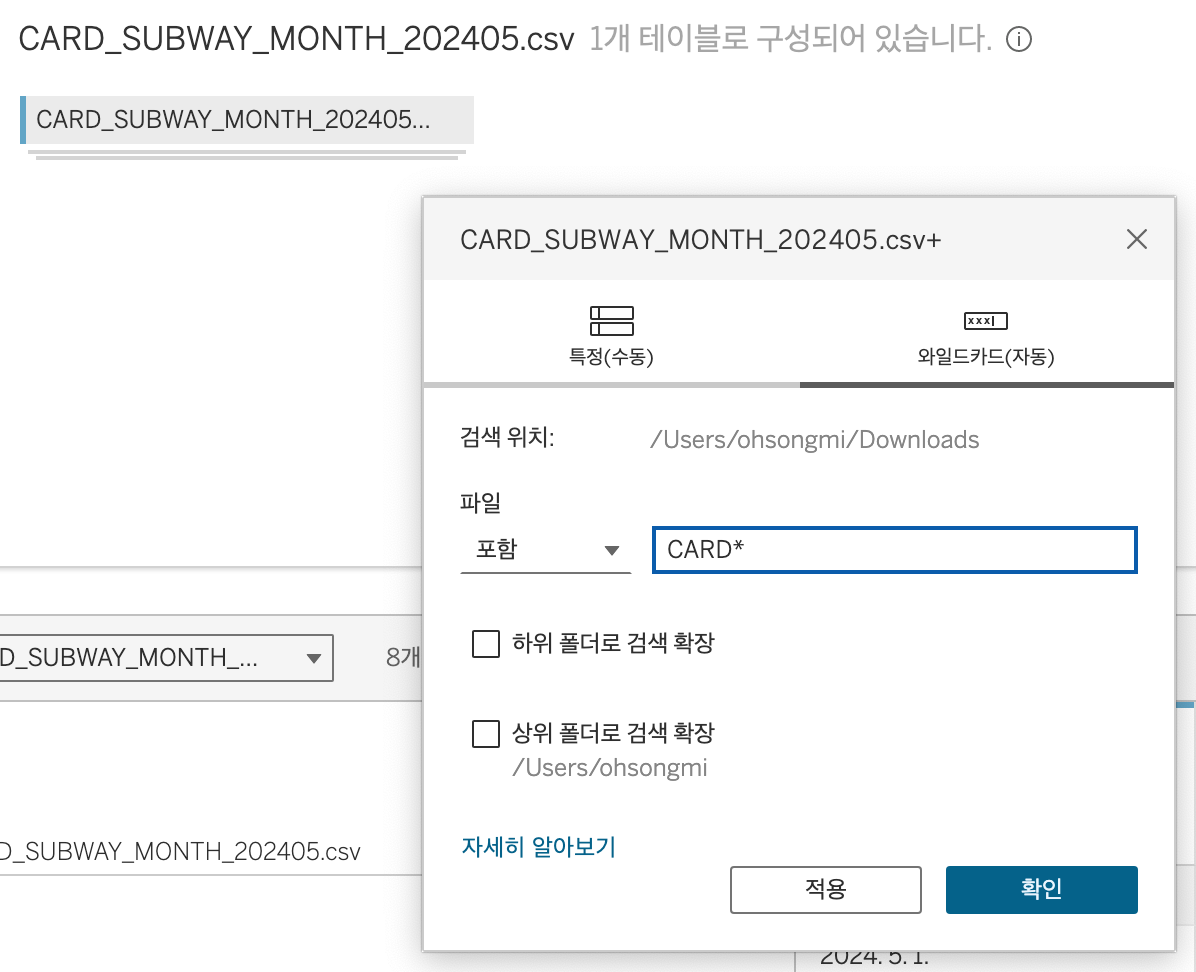 CARD_SUBWAY_MONTH_202405.csv 1개 테이블로 구성되어 있습니다.
CARD_SUBWAY_MONTH_202405...
CARD_SUBWAY_MONTH_202405.csv+
특정(수동) 와일드카드(자동)
검색 위치: /Users/ohsongmi/Downloads
파일
포함 CARD*
하위 폴더로 검색 확장
D_SUBWAY_MONTH_... 8개
상위 폴더로 검색 확장
/Users/ohsongmi
자세히 알아보기
D_SUBWAY_MONTH_202405.csv
적용 확인
2024. 5. 1.